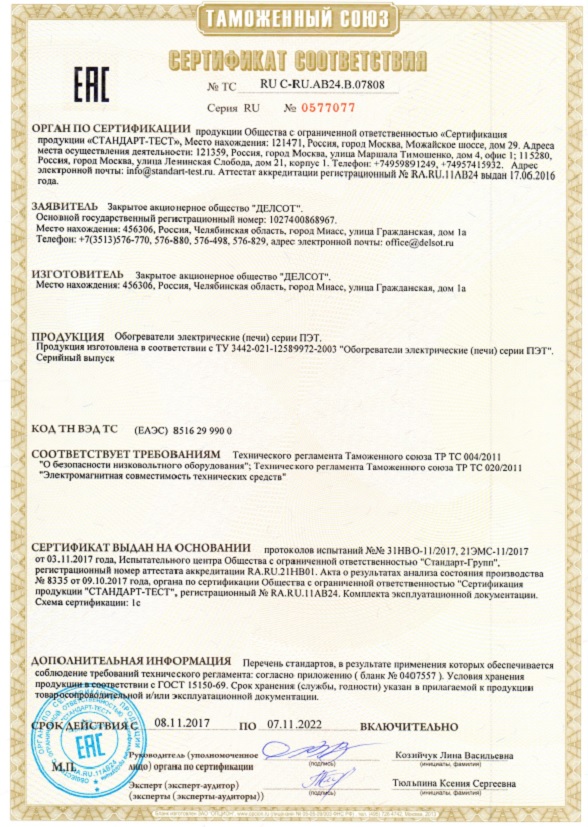 ТАМОЖЕННЫЙ СОЮЗ
СЕРТИФИКАТ СООТВЕТСТВИЯ
ЕАС
№ ТС RU C-RU.АВ24.В.07808
Серия RU № 0577077
ОРГАН ПО СЕРТИФИКАЦИИ продукции Общества с ограниченной ответственностью «Сертификация
продукции «СТАНДАРТ-ТЕСТ», Место нахождения: 121471, Россия, город Москва, Можайское шоссе, дом 29. Адреса
места осуществления деятельности: 121359, Россия, город Москва, улица Маршала Тимошенко, дом 4, офис 1; 115280,
Россия, город Москва, улица Ленинская Слобода, дом 21, корпус 1. Телефон: +74959891249, +74957415932. Адрес
электронной почты: info@standart-test.ru. Аттестат аккредитации регистрационный № RA.RU.11АВ24 выдан 17.06.2016
года.
ЗАЯВИТЕЛЬ Закрытое акционерное общество "ДЕЛСОТ".
Основной государственный регистрационный номер: 1027400868967.
Место нахождения: 456306, Россия, Челябинская область, город Миасс, улица Гражданская, дом 1а
Телефон: +7(3513)576-770, 576-880, 576-498, 576-829, адрес электронной почты: office@delsot.ru
ИЗГОТОВИТЕЛЬ Закрытое акционерное общество "ДЕЛСОТ".
Место нахождения: 456306, Россия, Челябинская область, город Миасс, улица Гражданская, дом 1а
ПРОДУКЦИЯ Обогреватели электрические (печи) серии ПЭТ.
Продукция изготовлена в соответствии с ТУ 3442-021-12589972-2003 "Обогреватели электрические (печи) серии ПЭТ".
Серийный выпуск
КОД ТН ВЭД ТС (ЕАЭС) 8516 29 990 0
СООТВЕТСТВУЕТ ТРЕБОВАНИЯМ Технического регламента Таможенного союза ТР ТС 004/2011
"О безопасности низковольтного оборудования"; Технического регламента Таможенного союза ТР ТС 020/2011
"Электромагнитная совместимость технических средств"
СЕРТИФИКАТ ВЫДАН НА ОСНОВАНИИ протоколов испытаний №№ 31НВО-11/2017, 21ЭМС-11/2017
от 03.11.2017 года, Испытательного центра Общества с ограниченной ответственностью "Стандарт-Групп",
регистрационный номер аттестата аккредитации RA.RU.21НВ01. Акта о результатах анализа состояния производства
№ 8335 от 09.10.2017 года, органа по сертификации Общества с ограниченной ответственностью "Сертификация
продукции "СТАНДАРТ-ТЕСТ", регистрационный № RA.RU.11АВ24. Комплекта эксплуатационной документации.
Схема сертификации: 1с
ДОПОЛНИТЕЛЬНАЯ ИНФОРМАЦИЯ Перечень стандартов, в результате применения которых обеспечивается
соблюдение требований технического регламента: согласно приложению ( бланк № 0407557 ). Условия хранения
продукции в соответствии с ГОСТ 15150-69. Срок хранения (службы, годности) указан в прилагаемой к продукции
товаросопроводительной и/или эксплуатационной документации.
СРОК ДЕЙСТВИЯ С 08.11.2017 ПО 07.11.2022 ВКЛЮЧИТЕЛЬНО
ЕАС
RA.RU.11АВ24
М.П.
Руководитель (уполномоченное
лицо) органа по сертификации
(подпись)
Козийчук Лина Васильевна
(инициалы, фамилия)
Эксперт (эксперт-аудитор)
(эксперты (эксперты-аудиторы))
(подпись)
Тюльпина Ксения Сергеевна
(инициалы, фамилия)